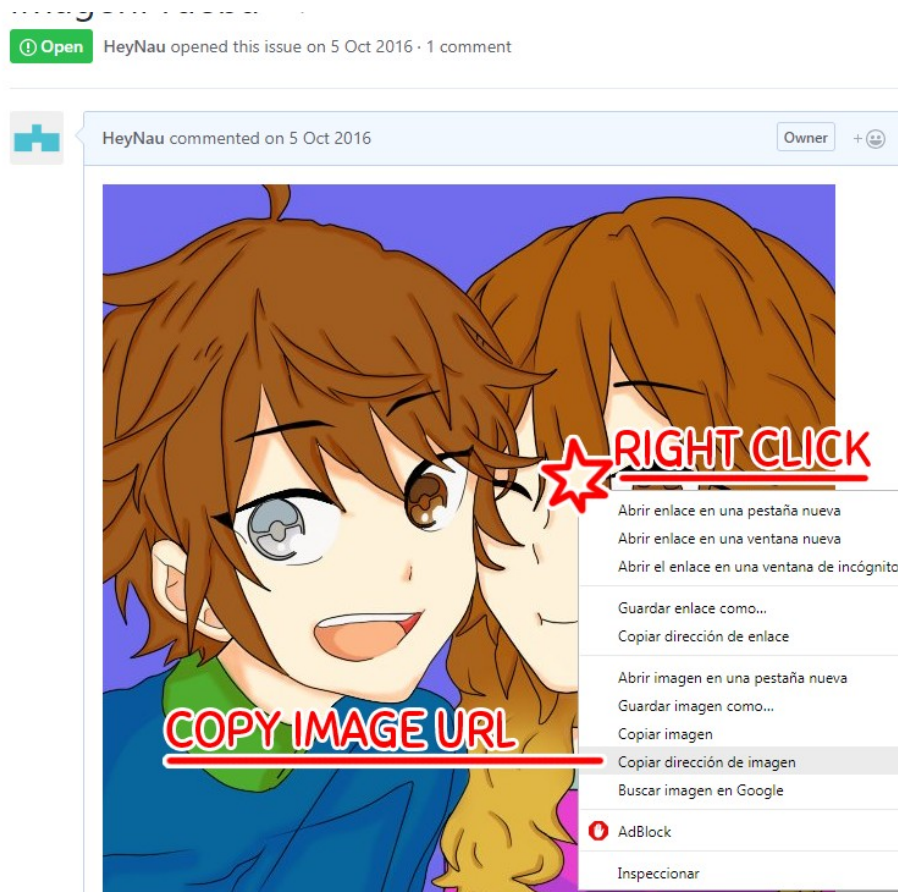 Open HeyNau opened this issue on 5 Oct 2016 · 1 comment
HeyNau commented on 5 Oct 2016 Owner
RIGHT CLICK
Abrir enlace en una pestaña nueva
Abrir enlace en una ventana nueva
Abrir el enlace en una ventana de incógnito
Guardar enlace como...
Copiar dirección de enlace
Abrir imagen en una pestaña nueva
Guardar imagen como...
COPY IMAGE URL
Copiar imagen
Copiar dirección de imagen
Buscar imagen en Google
AdBlock
Inspeccionar